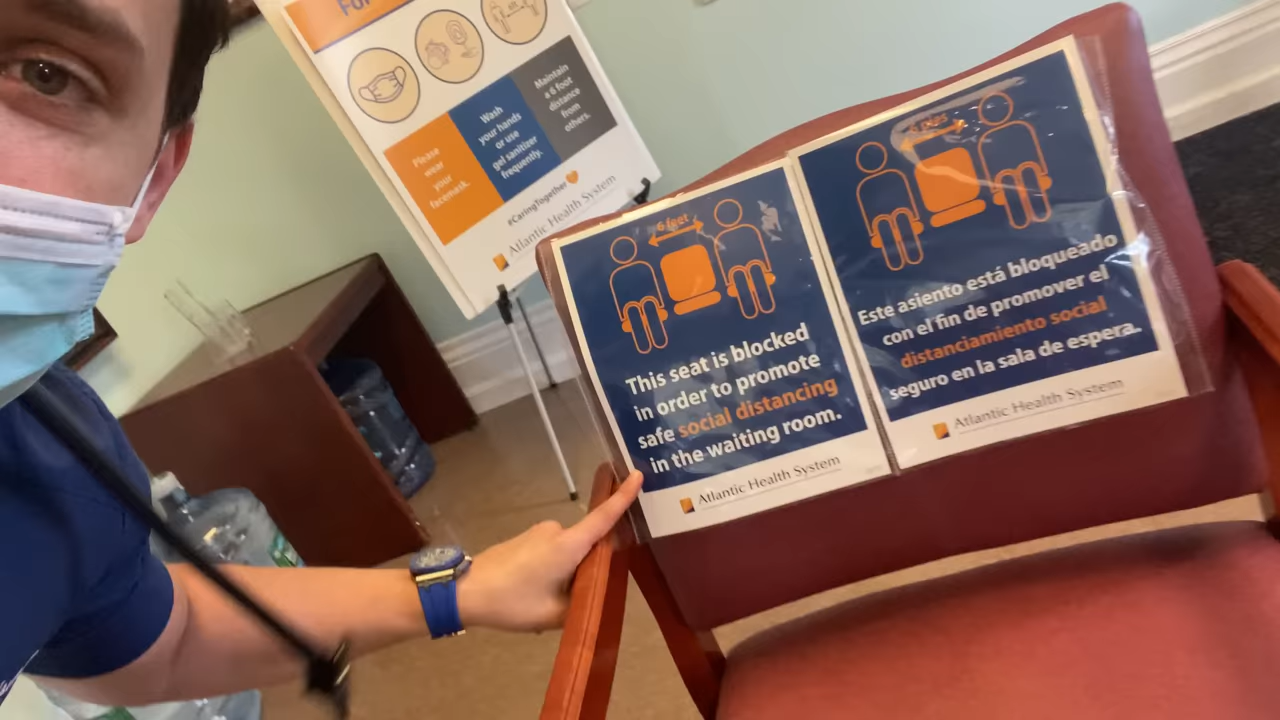 Please
wear
your
facemask.
Wash
your hands
or use
gel sanitizer
frequently.
Maintain
a 6 foot
distance
from
others.
#CaringTogether
Atlantic Health System
6 feet
This seat is blocked
in order to promote
safe social distancing
in the waiting room.
Atlantic Health System
6 pies
Este asiento está bloqueado
con el fin de promover el
distanciamiento social
seguro en la sala de espera.
Atlantic Health System